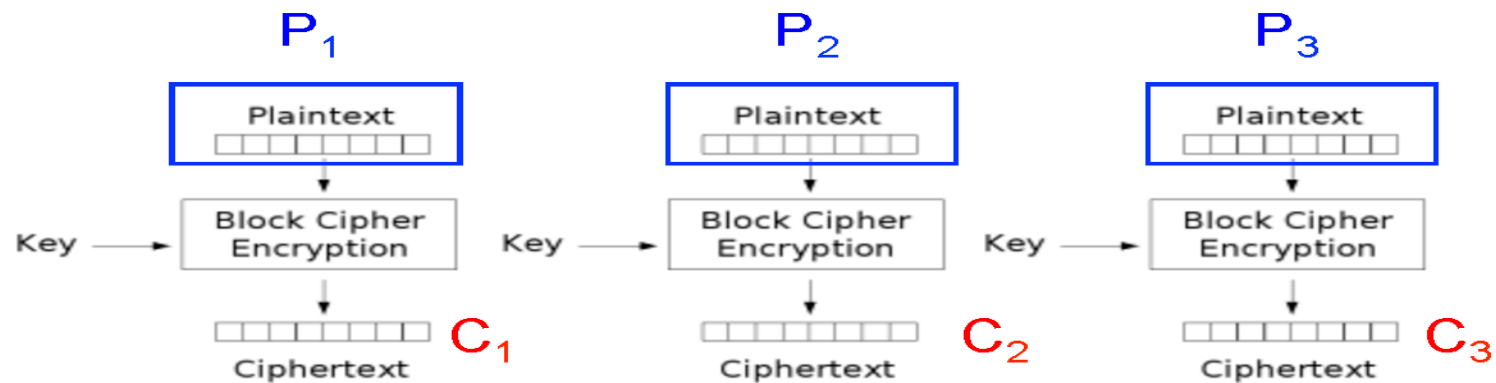 P₁ P₂ P₃
Plaintext Plaintext Plaintext
Block Cipher Block Cipher Block Cipher
Key Encryption Key Encryption Key Encryption
C₁ C₂ C₃
Ciphertext Ciphertext Ciphertext